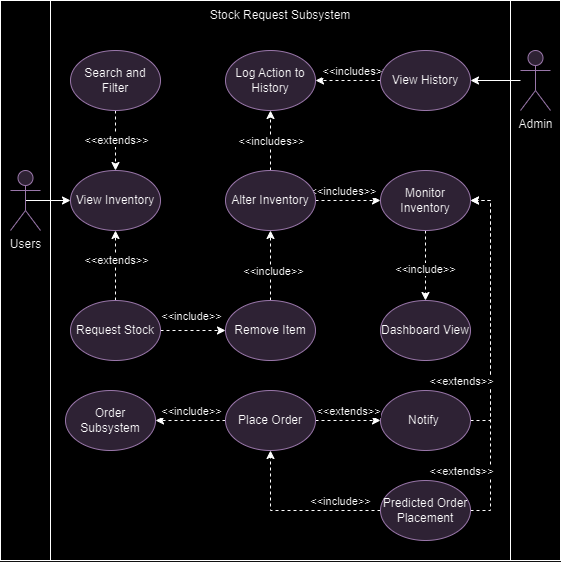 Stock Request Subsystem
Search and
Filter
Log Action to
History
<<includes>
View History
Admin
<<extends>>
<<includes>>
Users
View Inventory
Alter Inventory
<<includes>>
Monitor
Inventory
<<extends>>
<<include>>
<<include>>
Request Stock
<<include>>
Remove Item
Dashboard View
<<extends>>
Order
Subsystem
<<include>>
Place Order
<<extends>>
Notify
<<extends>>
<<include>>
Predicted Order
Placement